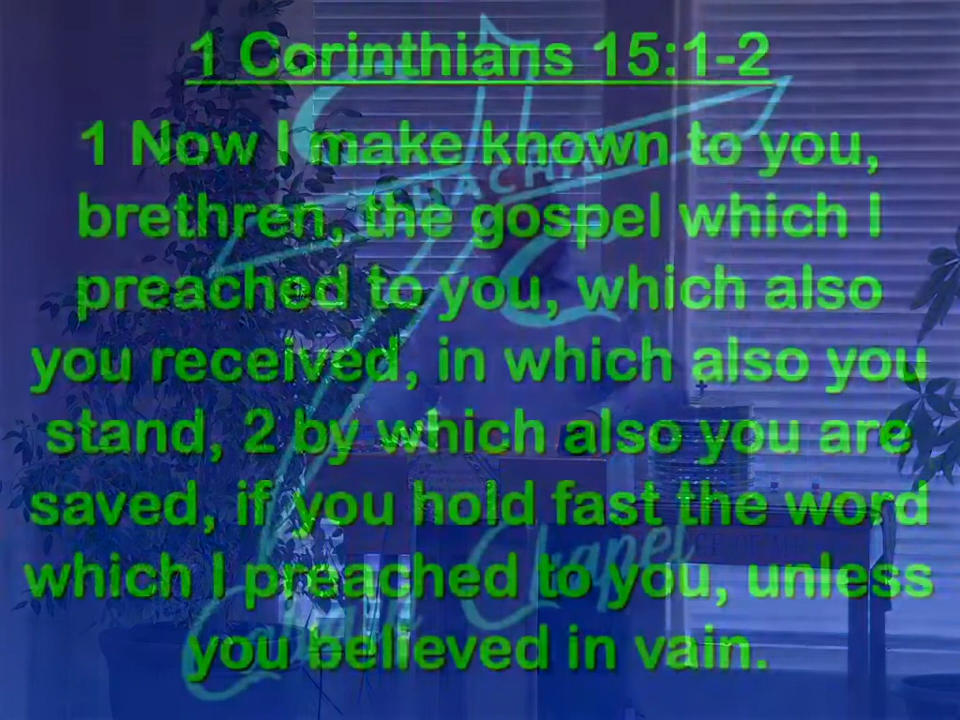 1 Corinthians 15:1-2
1 Now I make known to you,
brethren, the gospel which I
preached to you, which also
you received, in which also you
stand, 2 by which also you are
saved, if you hold fast the word
which I preached to you, unless
you believed in vain.
Chapel